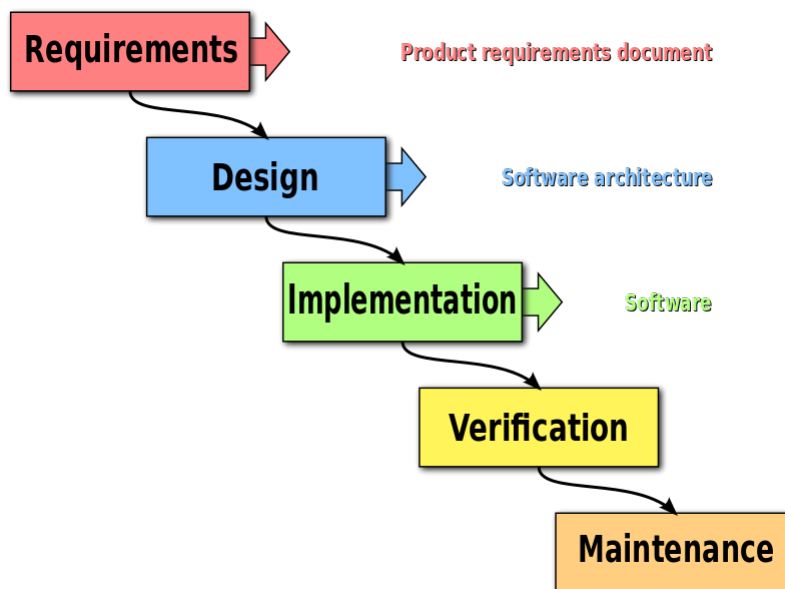 Requirements
Product requirements document
Design
Software architecture
Implementation
Software
Verification
Maintenance